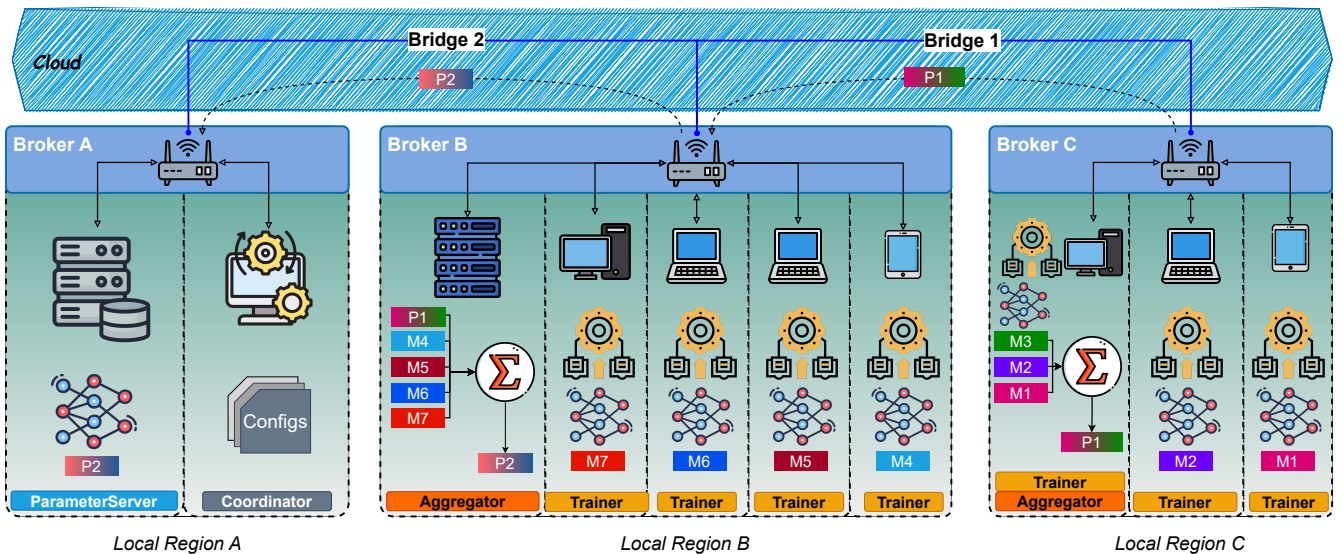 Cloud
Bridge 2
Bridge 1
P2
P1
Broker A
Broker B
Broker C
P1
M4
M5
M6
M7
Σ
P2
M3
M2
M1
Σ
P1
Configs
P2
M7
M6
M5
M4
M2
M1
ParameterServer
Coordinator
Aggregator
Trainer
Trainer
Trainer
Trainer
Trainer
Aggregator
Trainer
Trainer
Local Region A
Local Region B
Local Region C